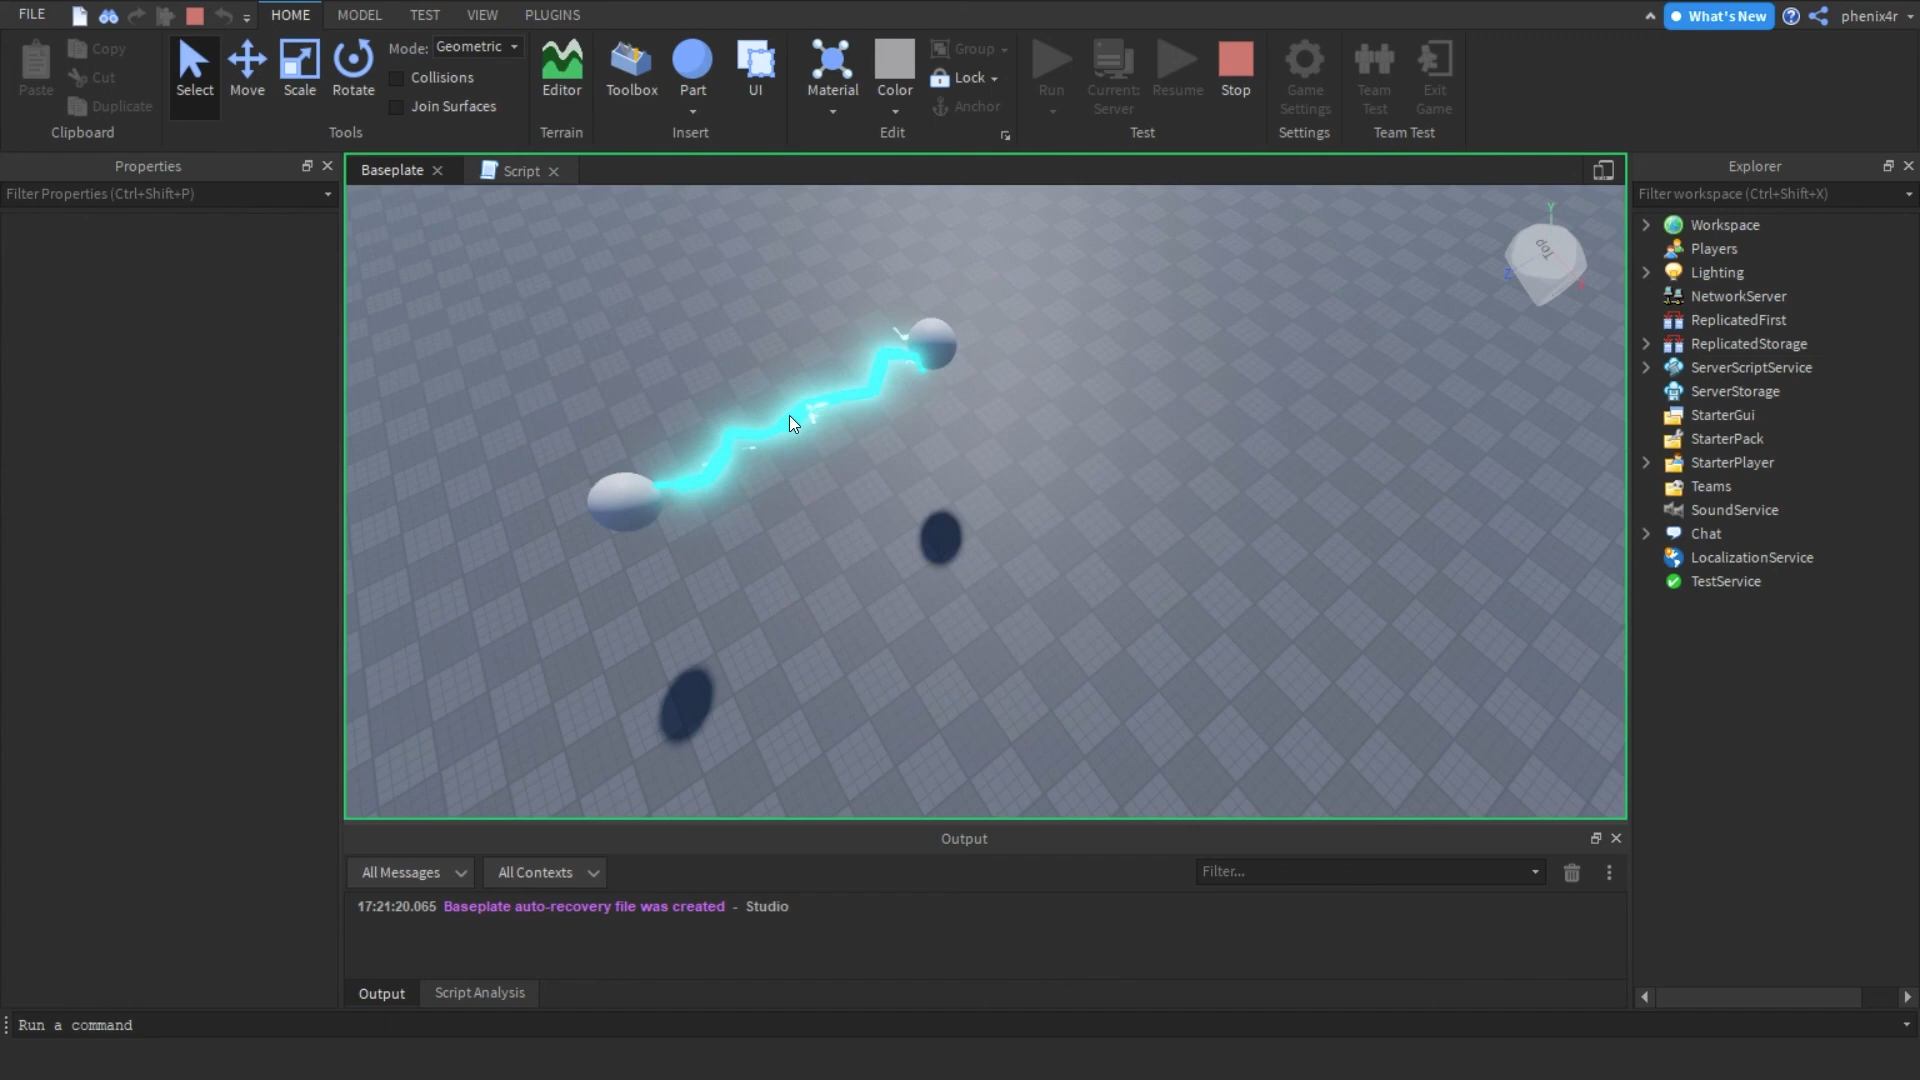 FILE
HOME
MODEL
TEST
VIEW
PLUGINS
What's New
phenix4r
Paste
Copy
Cut
Duplicate
Clipboard
Select
Move
Scale
Rotate
Mode: Geometric
Collisions
Join Surfaces
Tools
Editor
Terrain
Toolbox
Part
UI
Insert
Material
Color
Group
Lock
Anchor
Edit
Run
Current:
Server
Resume
Stop
Test
Game
Settings
Settings
Team
Test
Exit
Game
Team Test
Properties
Filter Properties (Ctrl+Shift+P)
Baseplate
Script
Y
Top
Z
Explorer
Filter workspace (Ctrl+Shift+X)
Workspace
Players
Lighting
NetworkServer
ReplicatedFirst
ReplicatedStorage
ServerScriptService
ServerStorage
StarterGui
StarterPack
StarterPlayer
Teams
SoundService
Chat
LocalizationService
TestService
Output
All Messages
All Contexts
Filter...
17:21:20.065 Baseplate auto-recovery file was created - Studio
Output
Script Analysis
Run a command